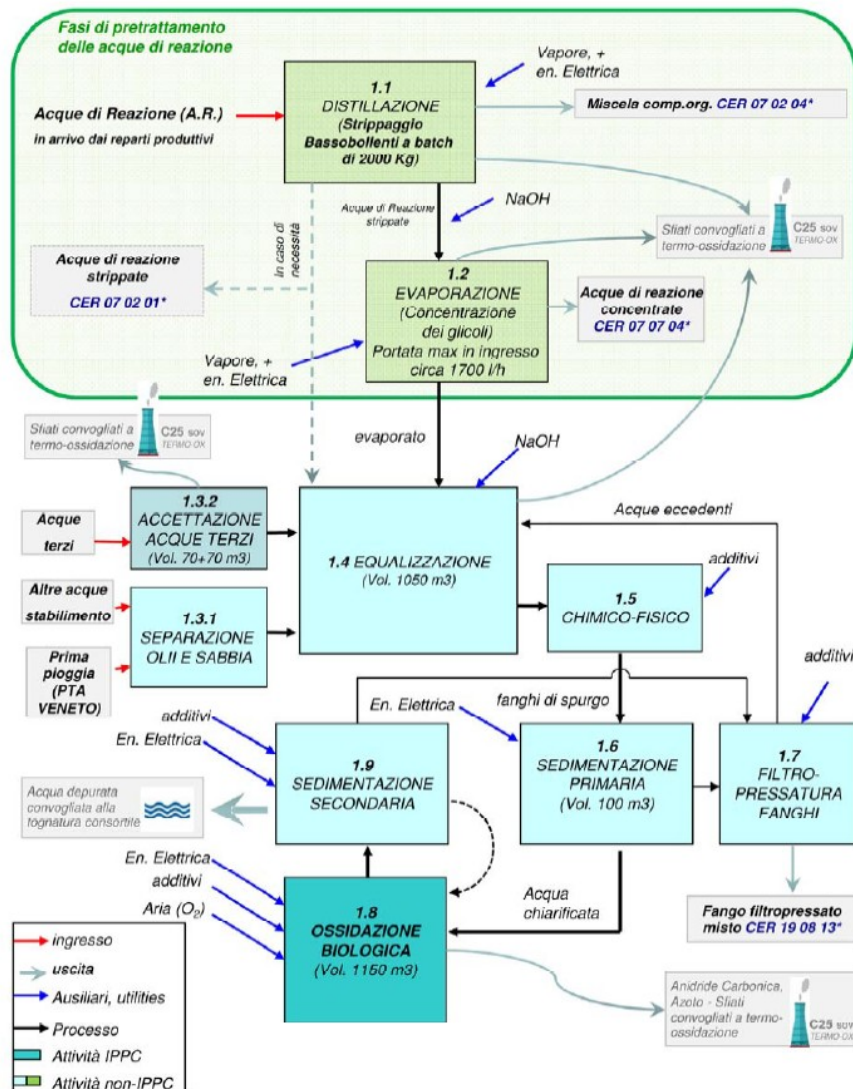 Fasi di pretrattamento
delle acque di reazione
Vapore, +
en. Elettrica
1.1
DISTILLAZIONE
(Strippaggio
Bassobollenti a batch
di 2000 Kg)
Miscela comp.org. CER 07 02 04*
Acque di Reazione (A.R.)
in arrivo dai reparti produttivi
Acque di Reazione
strippate
NaOH
Sfiati convogliati a
termo-ossidazione
C25 sov
TERMO-OX
In caso di
necessità
Acque di reazione
strippate
CER 07 02 01*
1.2
EVAPORAZIONE
(Concentrazione
dei glicoli)
Portata max in ingresso
circa 1700 l/h
Acque di reazione
concentrate
CER 07 07 04*
Vapore, +
en. Elettrica
Sfiati convogliati a
termo-ossidazione
C25 sov
TERMO-OX
evaporato
NaOH
Acque
terzi
1.3.2
ACCETTAZIONE
ACQUE TERZI
(Vol. 70+70 m3)
1.4 EQUALIZZAZIONE
(Vol. 1050 m3)
Acque eccedenti
additivi
Altre acque
stabilimento
1.3.1
SEPARAZIONE
OLII E SABBIA
1.5
CHIMICO-FISICO
Prima
pioggia
(PTA
VENETO)
additivi
additivi
En. Elettrica
En. Elettrica
fanghi di spurgo
1.9
SEDIMENTAZIONE
SECONDARIA
1.6
SEDIMENTAZIONE
PRIMARIA
(Vol. 100 m3)
1.7
FILTRO-
PRESSATURA
FANGHI
Acqua depurata
convogliata alla
fognatura consortile
En. Elettrica
additivi
Aria (O2)
1.8
OSSIDAZIONE
BIOLOGICA
(Vol. 1150 m3)
Acqua
chiarificata
Fango filtropressato
misto CER 19 08 13*
Anidride Carbonica,
Azoto - Sfiati
convogliati a termo-
ossidazione
C25 sov
TERMO-OX
ingresso
uscita
Ausiliari, utilities
Processo
Attività IPPC
Attività non-IPPC